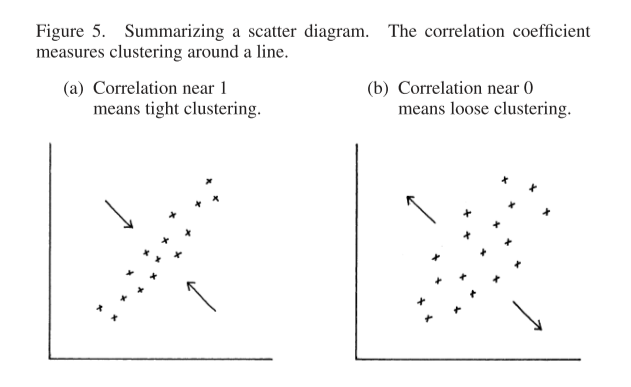 Figure 5. Summarizing a scatter diagram. The correlation coefficient
measures clustering around a line.
(a) Correlation near 1
means tight clustering.
(b) Correlation near 0
means loose clustering.